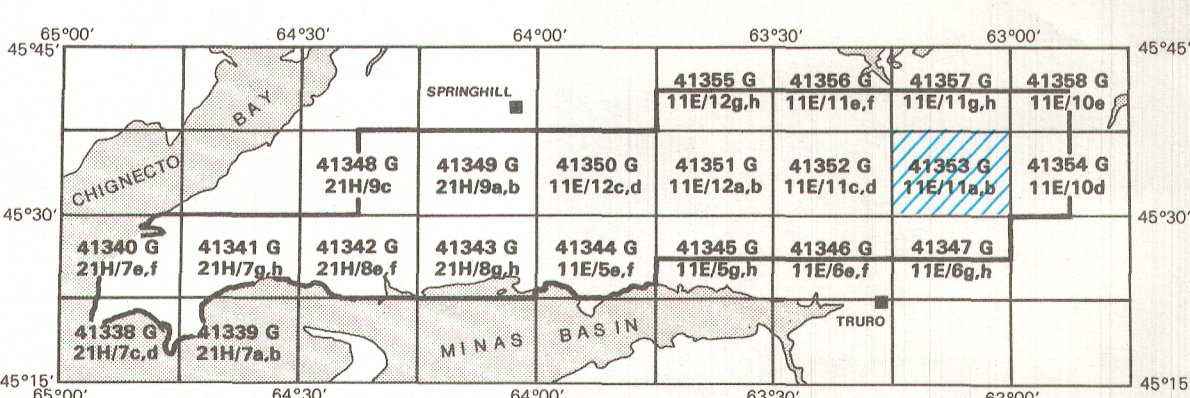 65°00′ 64°30′ 64°00′ 63°30′ 63°00′
45°45′ 45°45′
41355 G 41356 G 41357 G 41358 G
11E/12g,h 11E/11e,f 11E/11g,h 11E/10e
SPRINGHILL
BAY
CHIGNECTO
41348 G 41349 G 41350 G 41351 G 41352 G 41353 G 41354 G
21H/9c 21H/9a,b 11E/12c,d 11E/12a,b 11E/11c,d 11E/11a,b 11E/10d
45°30′ 45°30′
41340 G 41341 G 41342 G 41343 G 41344 G 41345 G 41346 G 41347 G
21H/7e,f 21H/7g,h 21H/8e,f 21H/8g,h 11E/5e,f 11E/5g,h 11E/6e,f 11E/6g,h
TRURO
41338 G 41339 G
21H/7c,d 21H/7a,b
MINAS BASIN
45°15′ 45°15
65°00′ 64°30′ 64°00′ 63°30′ 63°00′